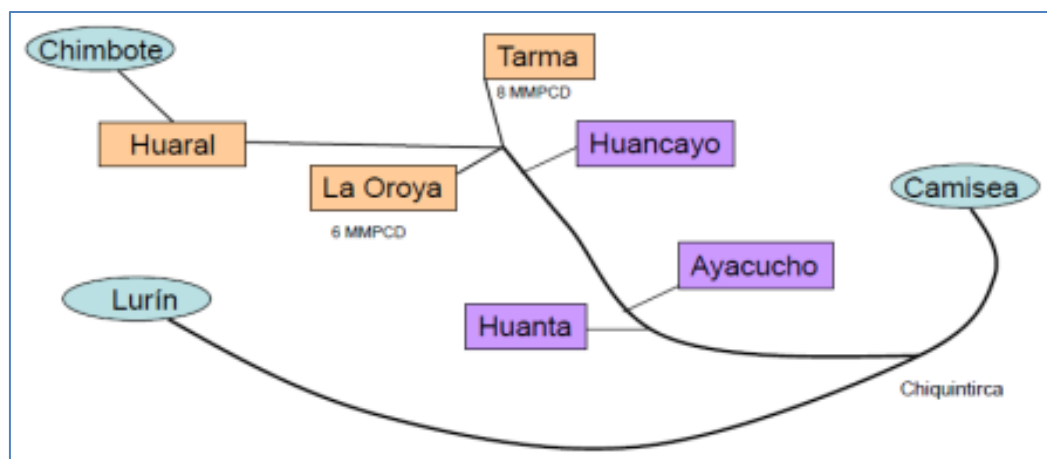 Chimbote
Tarma
8 MMPCD
Huaral
Huancayo
La Oroya
6 MMPCD
Camisea
Ayacucho
Lurín
Huanta
Chiquintirca